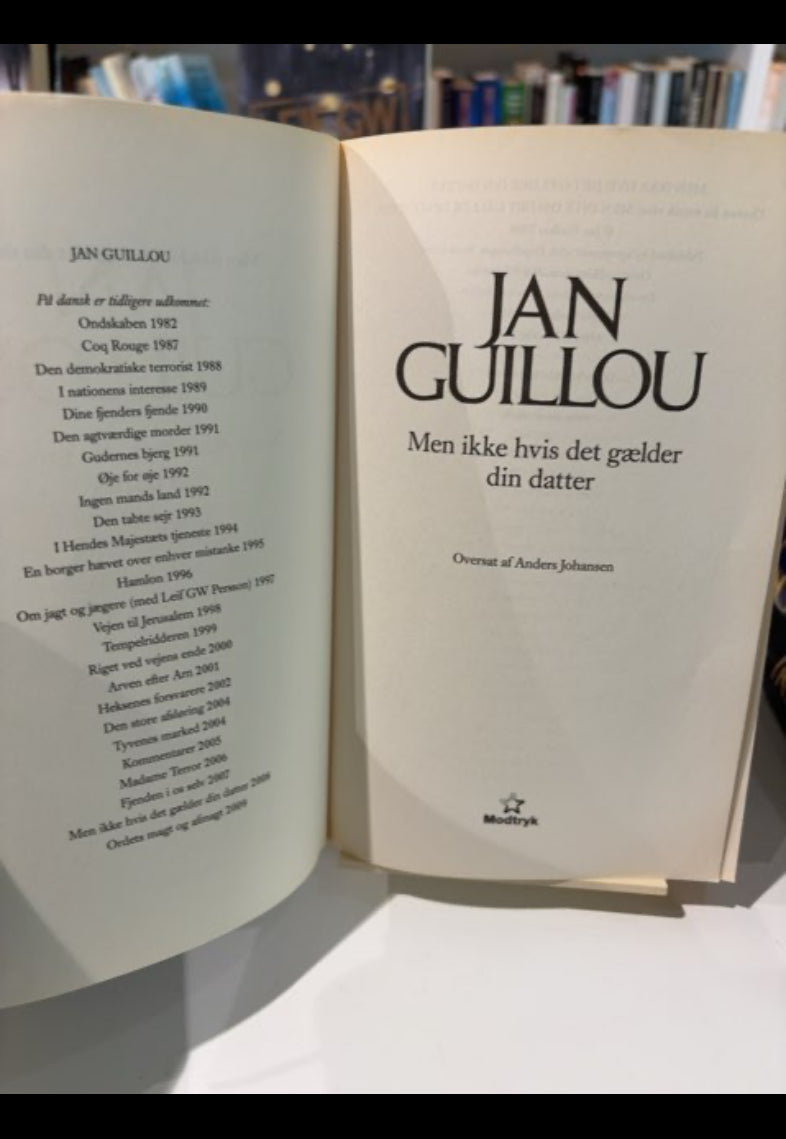 JAN GUILLOU
På dansk er tidligere udkommet:
Ondskaben 1982
Coq Rouge 1987
Den demokratiske terrorist 1988
I nationens interesse 1989
Dine fjenders fjende 1990
Den agtværdige morder 1991
Gudernes bjerg 1991
Øje for øje 1992
Ingen mands land 1992
Den tabte sejr 1993
I Hendes Majestæts tjeneste 1994
En borger hævet over enhver mistanke 1995
Hamlon 1996
Om jagt og jægere (med Leif GW Persson) 1997
Vejen til Jerusalem 1998
Tempelridderen 1999
Riget ved vejens ende 2000
Arven efter Arn 2001
Heksenes forsvarere 2002
Den store afsløring 2004
Tyvenes marked 2004
Kommentarer 2005
Madame Terror 2006
Fjenden i os selv 2007
Men ikke hvis det gælder din datter 2008
Ordets magt og afmagt 2009
JAN
GUILLOU
Men ikke hvis det gælder
din datter
Oversat af Anders Johansen
Modtryk